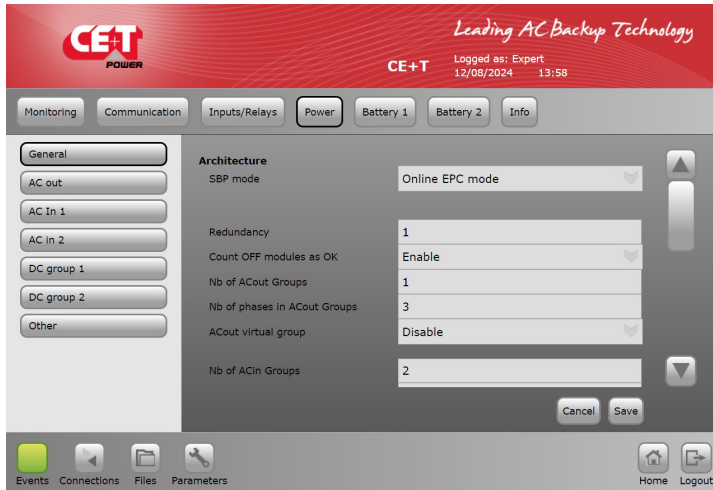 Leading AC Backup Technology
CE+T
POWER
CE+T
Logged as: Expert
12/08/2024 13:58
Monitoring Communication Inputs/Relays Power Battery 1 Battery 2 Info
General
AC out
AC In 1
AC in 2
DC group 1
DC group 2
Other
Architecture
SBP mode Online EPC mode
Redundancy 1
Count OFF modules as OK Enable
Nb of ACout Groups 1
Nb of phases in ACout Groups 3
ACout virtual group Disable
Nb of ACin Groups 2
Cancel Save
Events Connections Files Parameters Home Logout